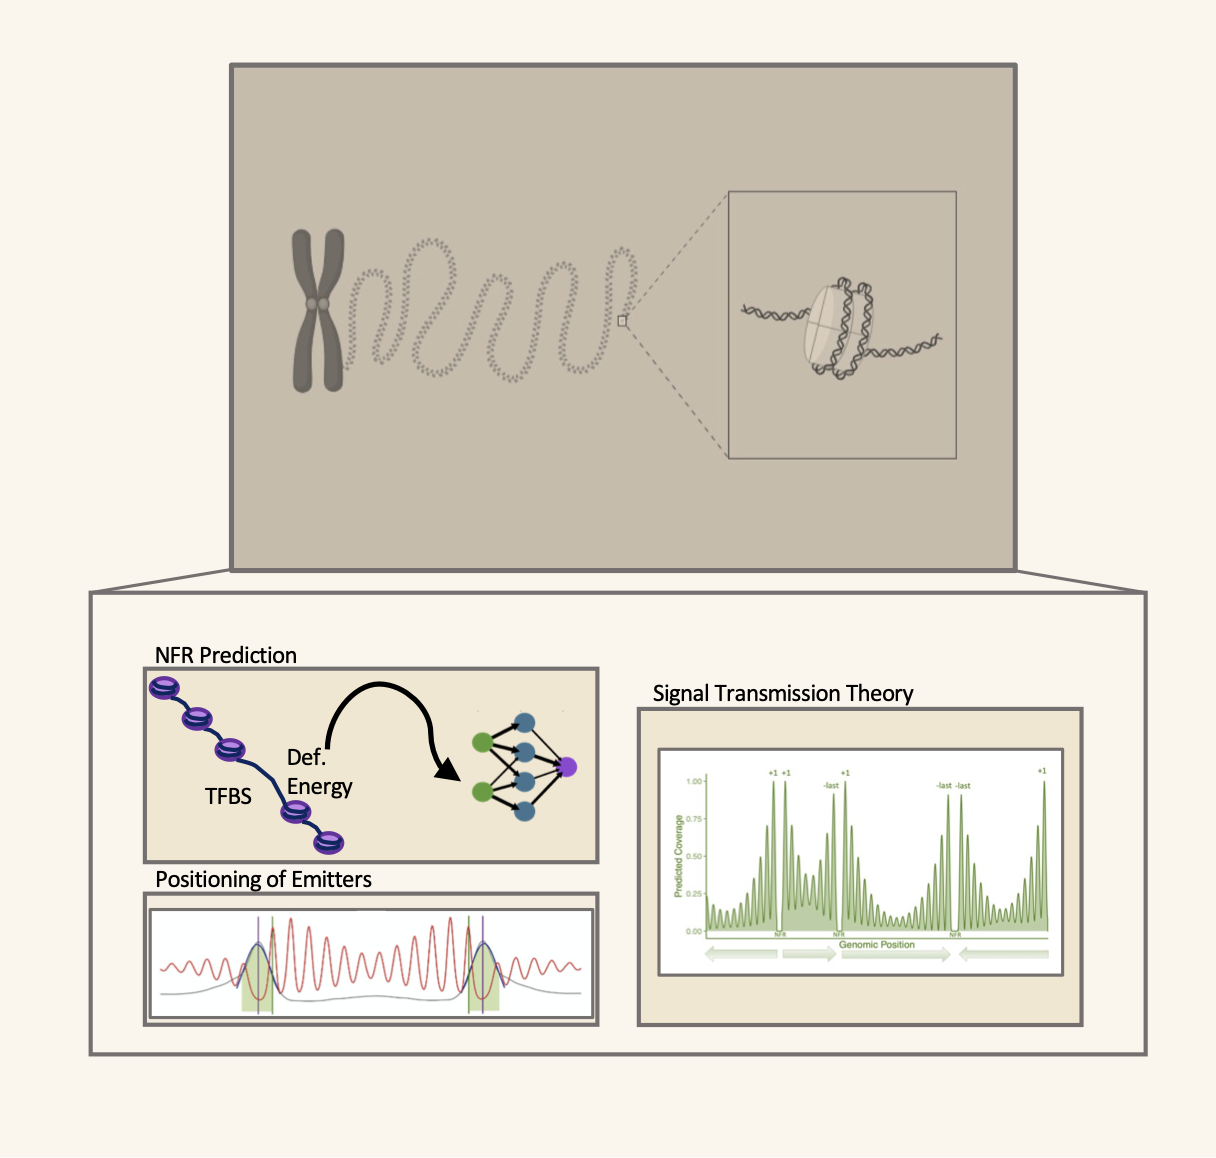 NFR Prediction
Def.
Energy
TFBS
Positioning of Emitters
Signal Transmission Theory
+1 +1 +1 +1
-last -last -last
1.00
0.75
0.50
0.25
0.00
Predicted Coverage
NFR NFR NFR
Genomic Position